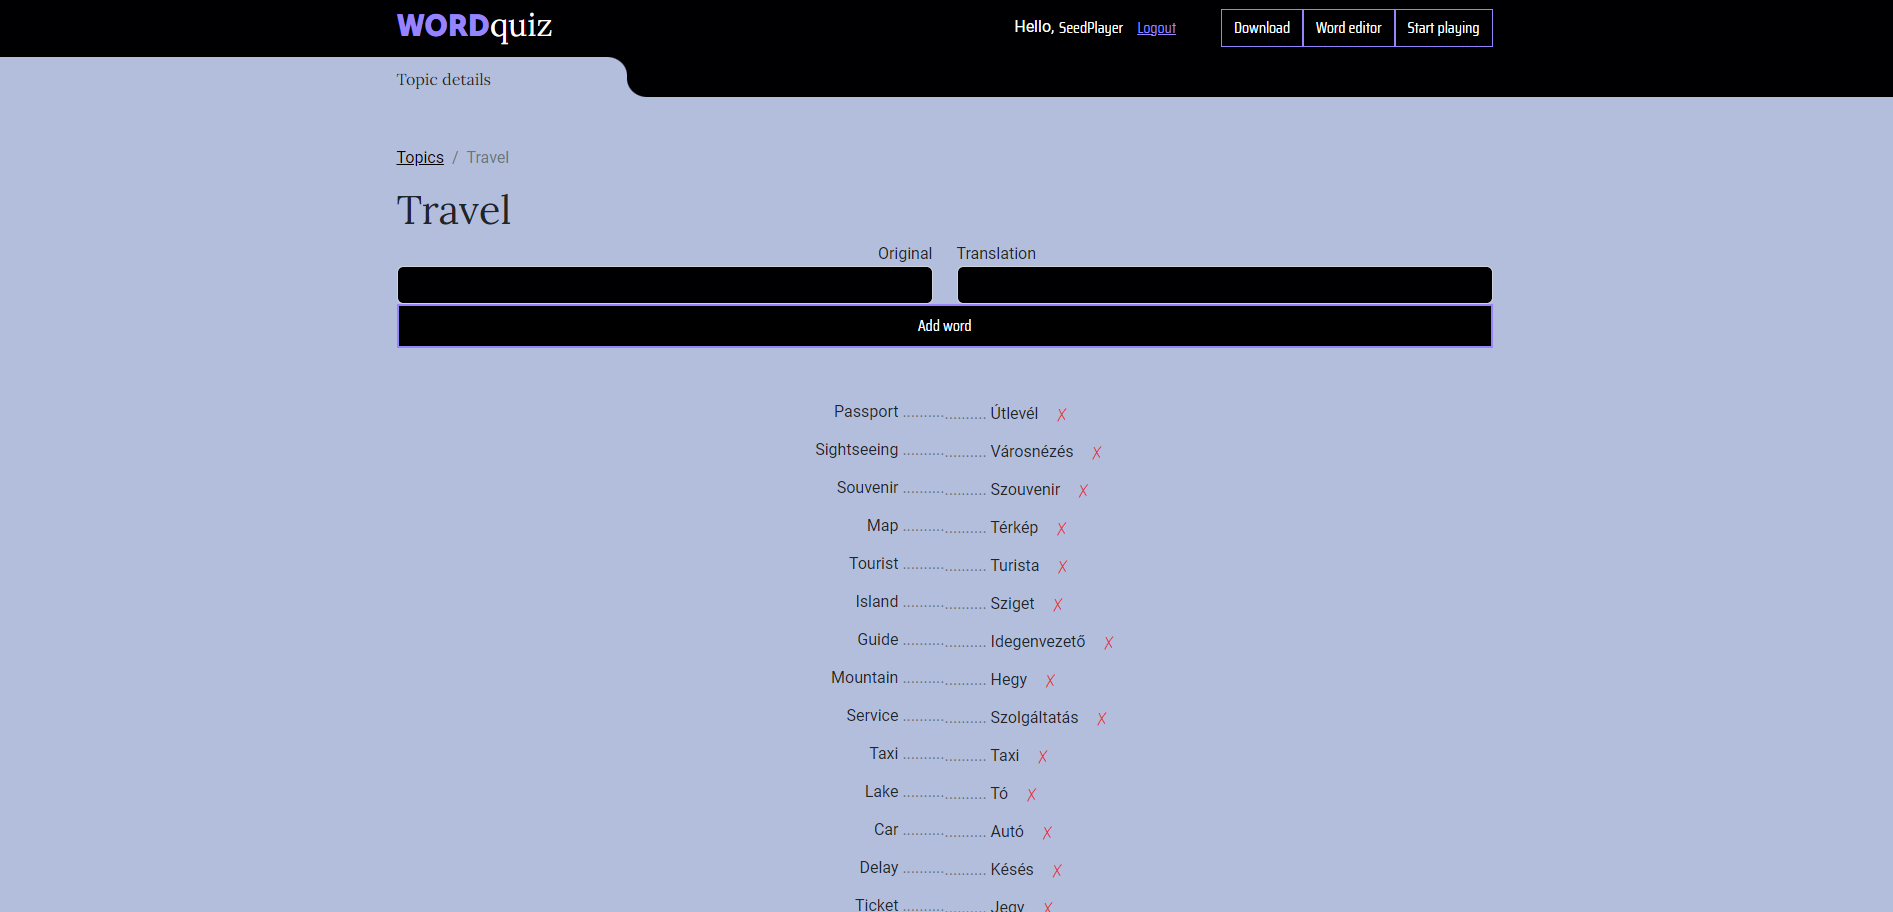 WORDquiz
Hello, SeedPlayer Logout Download Word editor Start playing
Topic details
Topics / Travel
Travel
Original Translation
Add word
Passport .................... Útlevél X
Sightseeing .................... Városnézés X
Souvenir .................... Szouvenir X
Map .................... Térkép X
Tourist .................... Turista X
Island .................... Sziget X
Guide .................... Idegenvezető X
Mountain .................... Hegy X
Service .................... Szolgáltatás X
Taxi .................... Taxi X
Lake .................... Tó X
Car .................... Autó X
Delay .................... Késés X
Ticket .................... Jegy X